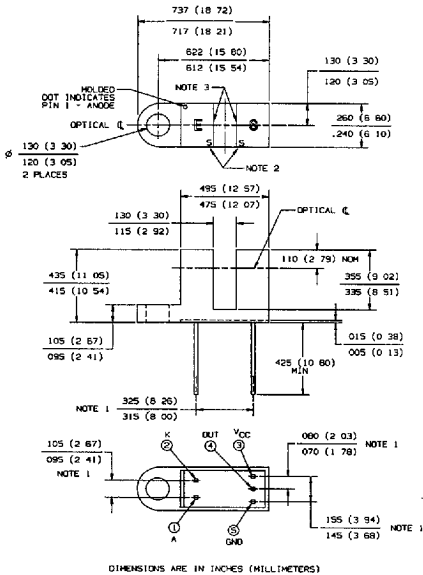 737 (18 72)
717 (18 21)
622 (15 80)
612 (15 54)
MOLDED
DOT INDICATES
PIN 1 - ANODE
NOTE 3
130 (3 30)
120 (3 05)
OPTICAL ℄
E
S S
260 (6 60)
.240 (6 10)
⌀ 130 (3 30)
120 (3 05)
2 PLACES
NOTE 2
495 (12 57)
475 (12 07)
130 (3 30)
115 (2 92)
OPTICAL ℄
110 (2 79) NOM
435 (11 05)
415 (10 54)
355 (9 02)
335 (8 51)
105 (2 67)
095 (2 41)
015 (0 38)
005 (0 13)
425 (10 80)
MIN
NOTE 1 325 (8 26)
315 (8 00)
105 (2 67)
095 (2 41)
NOTE 1
K
2
OUT
4
VCC
3
080 (2 03)
070 (1 78)
NOTE 1
1
A
5
GND
155 (3 94)
145 (3 68)
NOTE 1
DIMENSIONS ARE IN INCHES (MILLIMETERS)